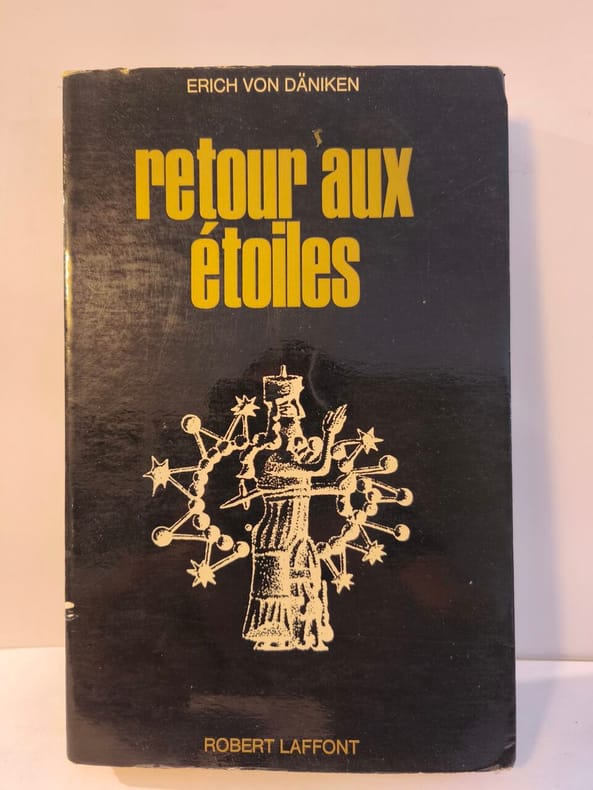 ERICH VON DÄNIKEN
retour aux
étoiles
ROBERT LAFFONT